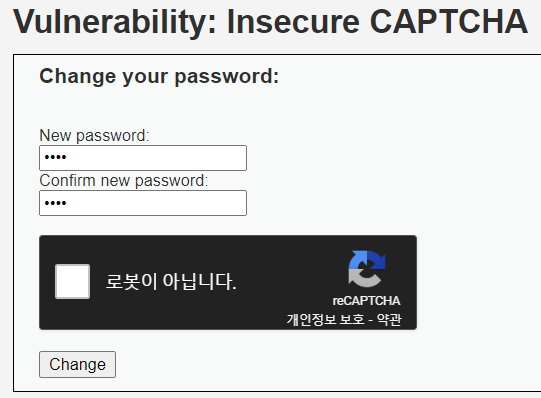 Vulnerability: Insecure CAPTCHA
Change your password:
New password:
••••
Confirm new password:
••••
로봇이 아닙니다.
reCAPTCHA
개인정보 보호 - 약관
Change